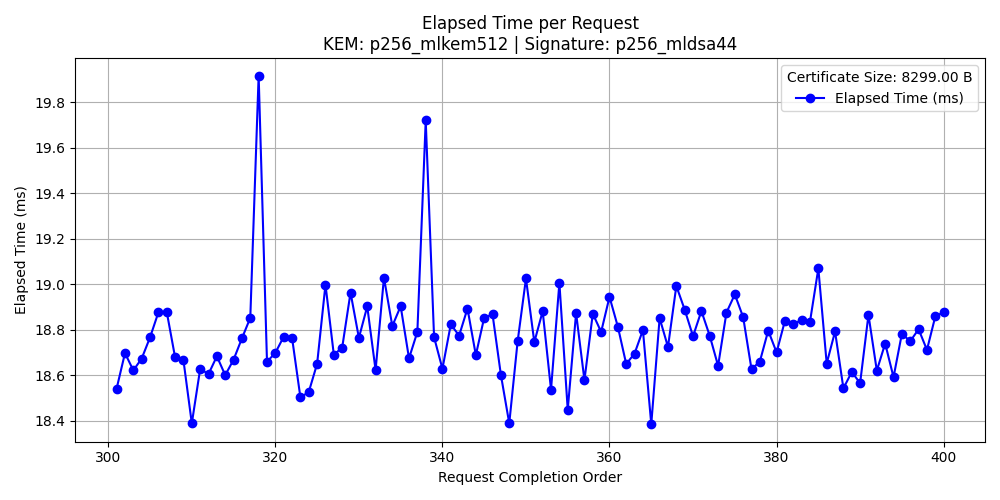 Elapsed Time per Request
KEM: p256_mlkem512 | Signature: p256_mldsa44
Certificate Size: 8299.00 B
Elapsed Time (ms)
19.8
19.6
19.4
19.2
19.0
18.8
18.6
18.4
Elapsed Time (ms)
300
320
340
360
380
400
Request Completion Order